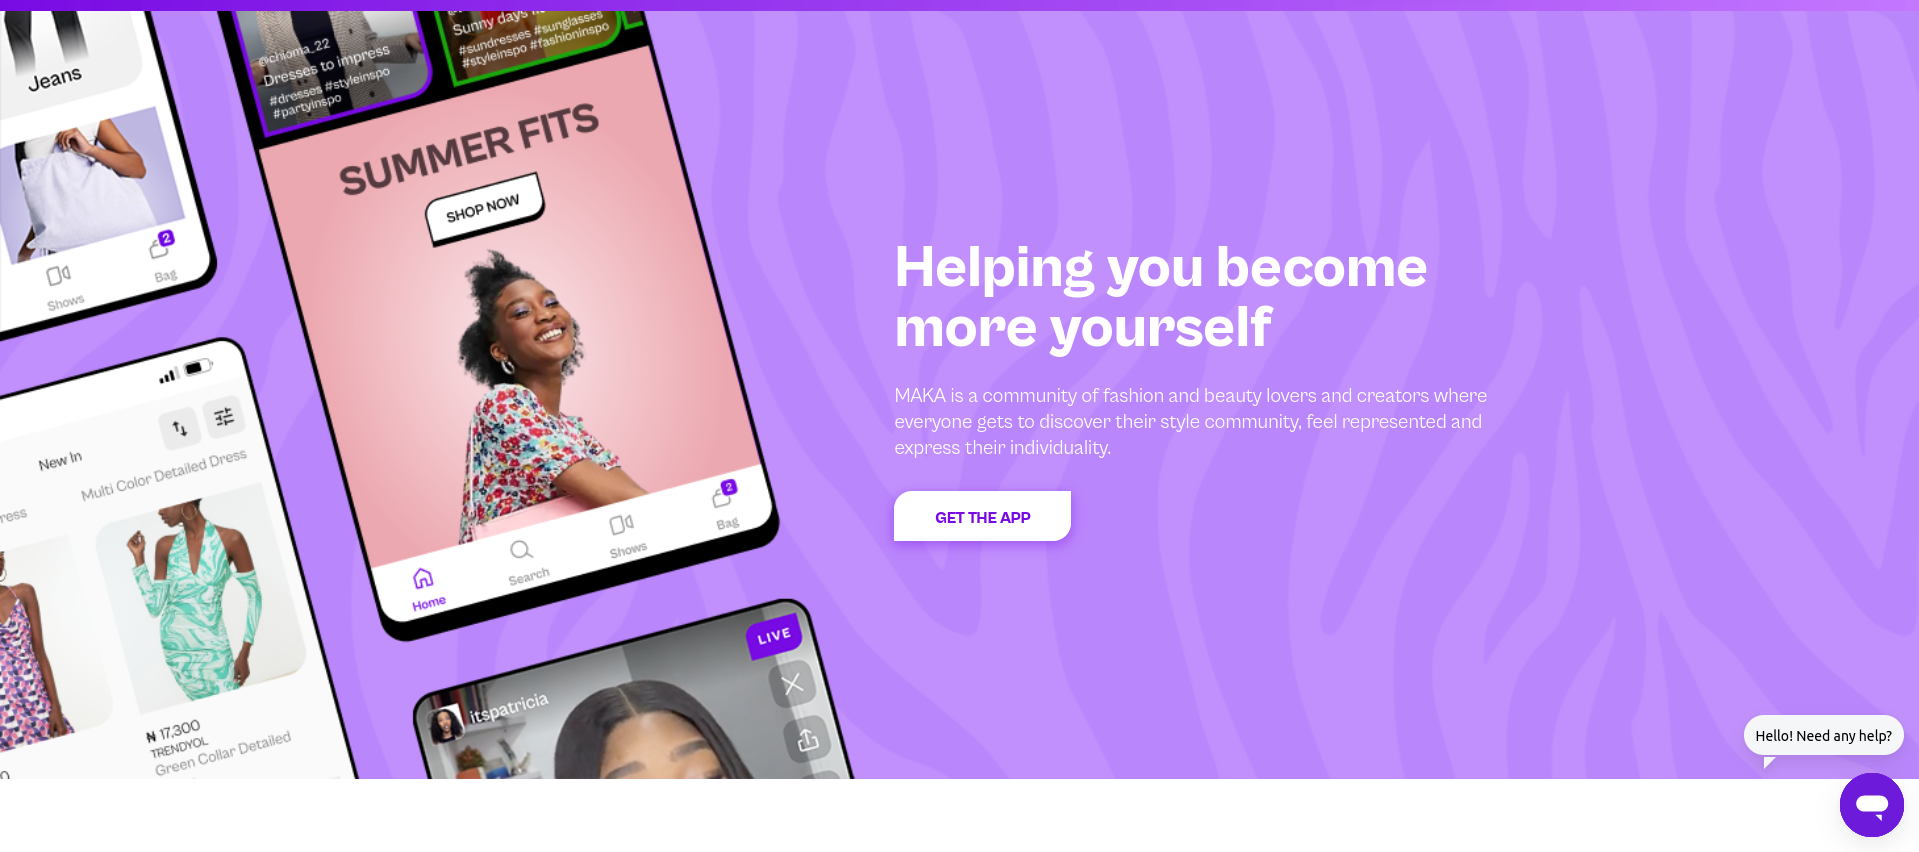 Jeans
Shows
Bag
2
@chioma_22
Dresses to impress
#dresses #styleinspo
#partyinspo
Sunny days
#sundresses #sunglasses
#styleinspo #fashioninspo
SUMMER FITS
SHOP NOW
Home
Search
Shows
Bag
2
New In
Multi Color Detailed Dress
₦ 17,300
TRENDYOL
Green Collar Detailed
LIVE
itspatricia
Helping you become
more yourself
MAKA is a community of fashion and beauty lovers and creators where
everyone gets to discover their style community, feel represented and
express their individuality.
GET THE APP
Hello! Need any help?